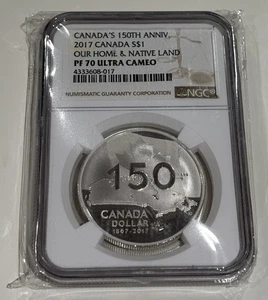 CANADA'S 150TH ANNIV.
2017 CANADA S$1
OUR HOME & NATIVE LAND
PF 70 ULTRA CAMEO
4333608-017
NUMISMATIC GUARANTY CORPORATION
NGC
150
CANADA
DOLLAR
1867-2017